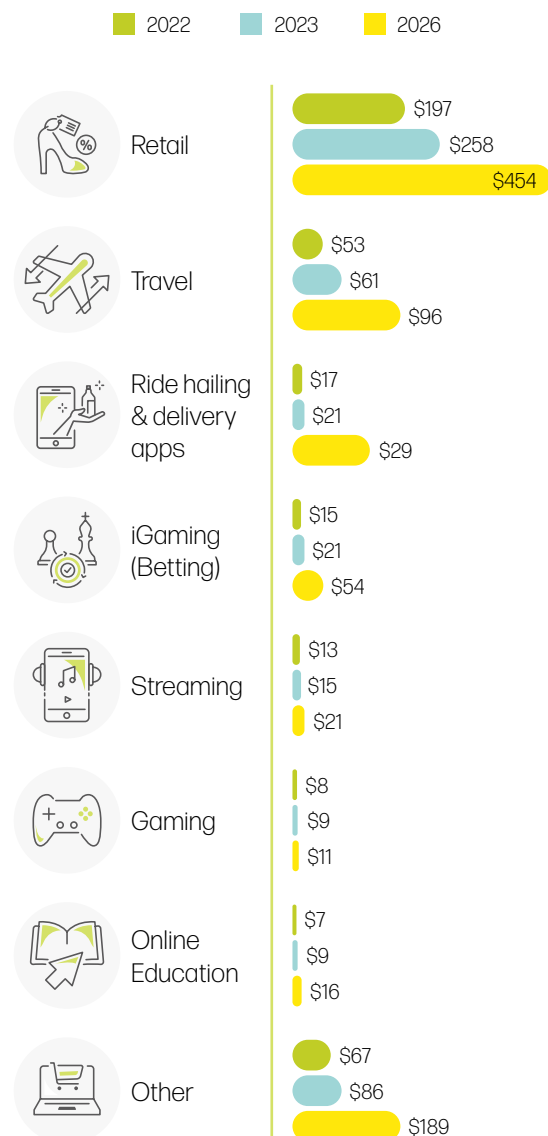 2022 2023 2026
Retail
$197
$258
$454
Travel
$53
$61
$96
Ride hailing
& delivery
apps
$17
$21
$29
iGaming
(Betting)
$15
$21
$54
Streaming
$13
$15
$21
Gaming
$8
$9
$11
Online
Education
$7
$9
$16
Other
$67
$86
$189
%